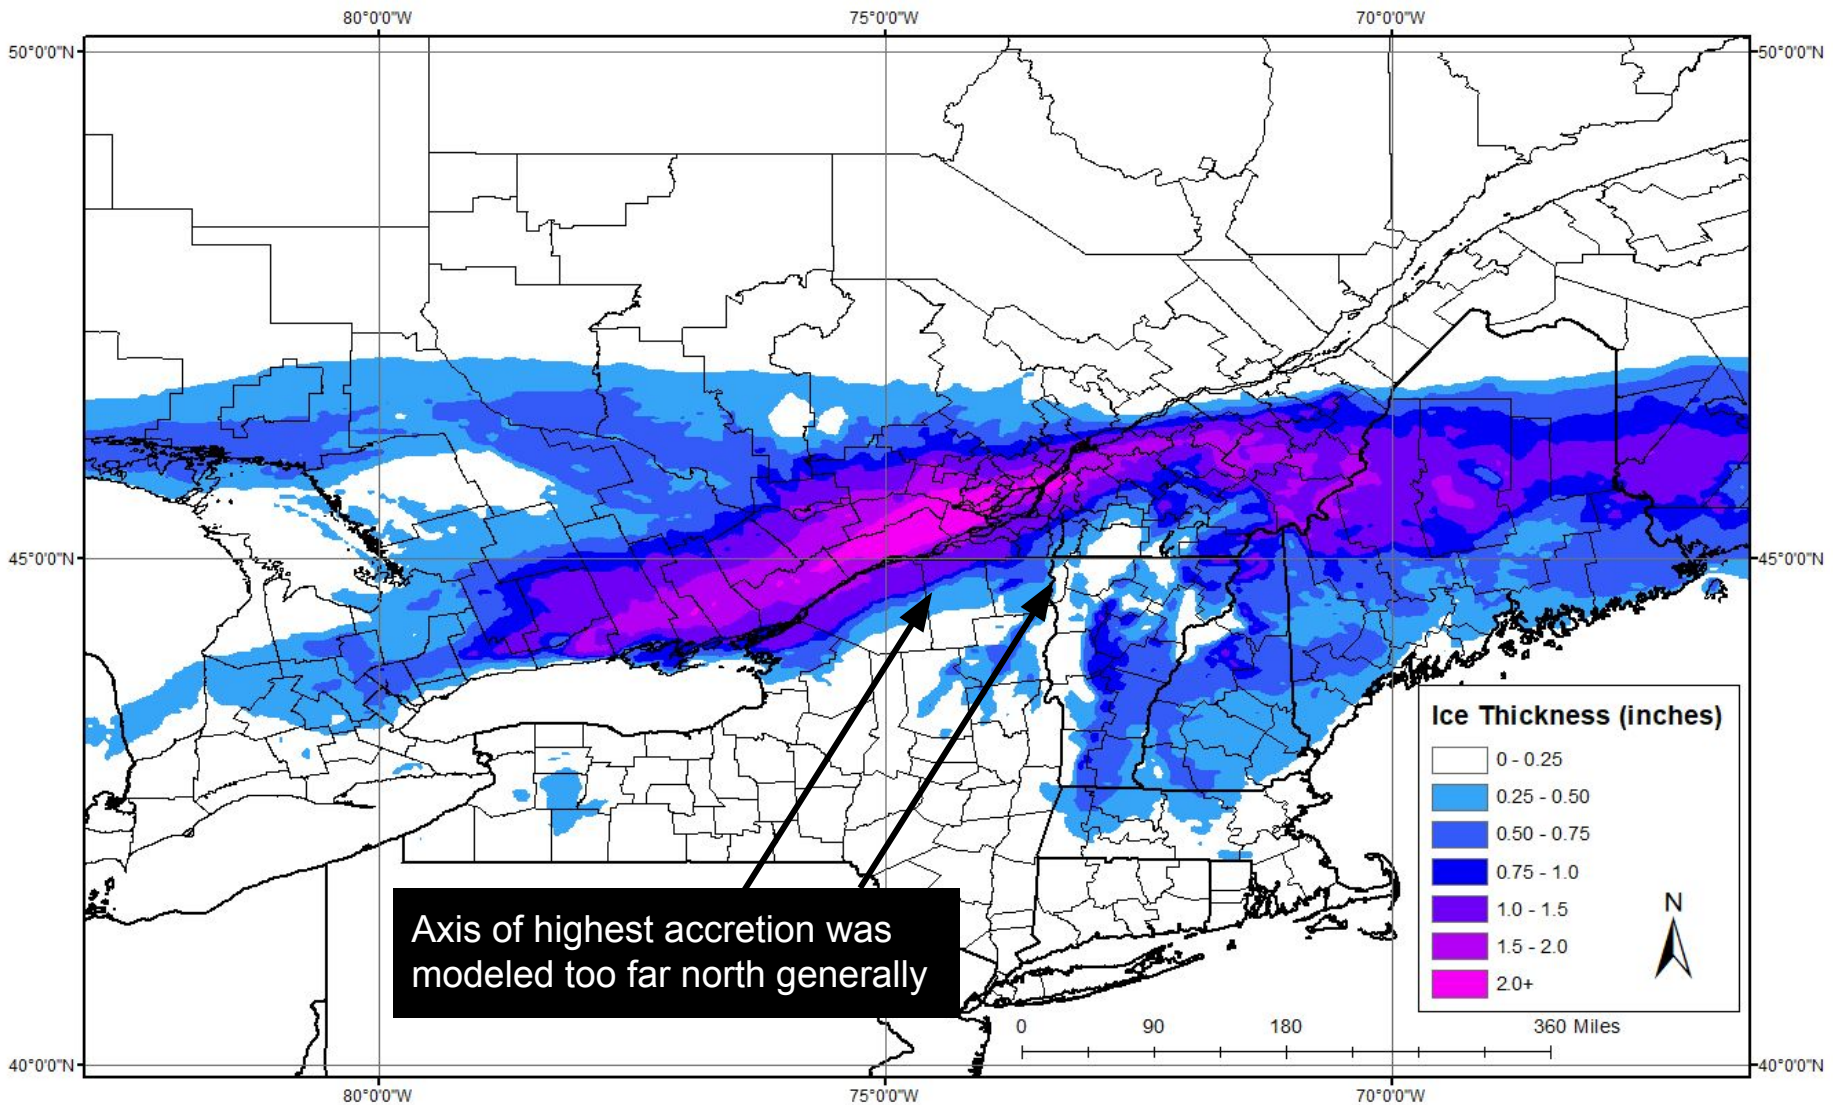 80°0'0"W 75°0'0"W 70°0'0"W
50°0'0"N 50°0'0"N
45°0'0"N 45°0'0"N
Ice Thickness (inches)
0 - 0.25
0.25 - 0.50
0.50 - 0.75
0.75 - 1.0
1.0 - 1.5
1.5 - 2.0
2.0+
N
Axis of highest accretion was
modeled too far north generally
0 90 180 360 Miles
40°0'0"N 40°0'0"N
80°0'0"W 75°0'0"W 70°0'0"W